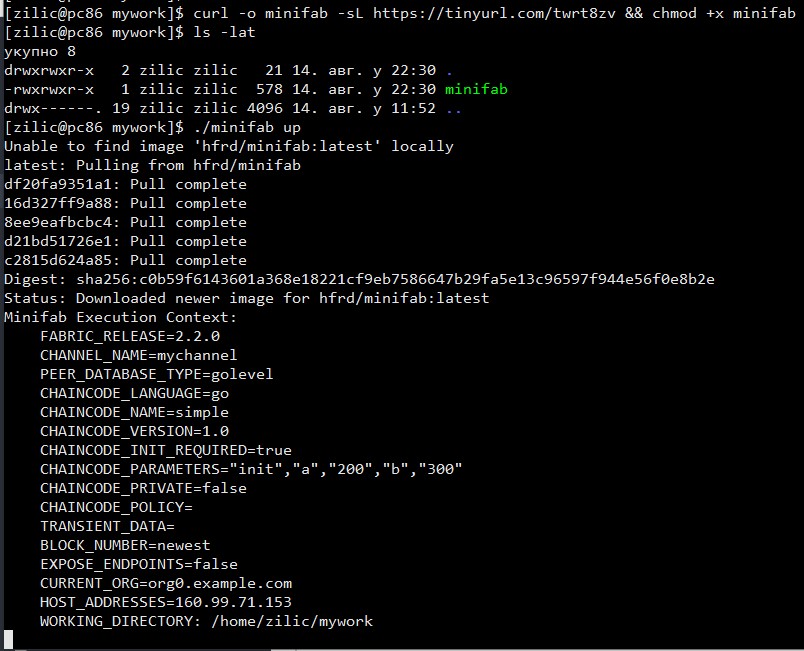 [zilic@pc86 mywork]$ curl -o minifab -sL https://tinyurl.com/twrt8zv && chmod +x minifab
[zilic@pc86 mywork]$ ls -lat
укупно 8
drwxrwxr-x   2 zilic zilic   21 14. авг. у 22:30 .
-rwxrwxr-x   1 zilic zilic  578 14. авг. у 22:30 minifab
drwx------. 19 zilic zilic 4096 14. авг. у 11:52 ..
[zilic@pc86 mywork]$ ./minifab up
Unable to find image 'hfrd/minifab:latest' locally
latest: Pulling from hfrd/minifab
df20fa9351a1: Pull complete
16d327ff9a88: Pull complete
8ee9eafbcbc4: Pull complete
d21bd51726e1: Pull complete
c2815d624a85: Pull complete
Digest: sha256:c0b59f6143601a368e18221cf9eb7586647b29fa5e13c96597f944e56f0e8b2e
Status: Downloaded newer image for hfrd/minifab:latest
Minifab Execution Context:
    FABRIC_RELEASE=2.2.0
    CHANNEL_NAME=mychannel
    PEER_DATABASE_TYPE=golevel
    CHAINCODE_LANGUAGE=go
    CHAINCODE_NAME=simple
    CHAINCODE_VERSION=1.0
    CHAINCODE_INIT_REQUIRED=true
    CHAINCODE_PARAMETERS="init","a","200","b","300"
    CHAINCODE_PRIVATE=false
    CHAINCODE_POLICY=
    TRANSIENT_DATA=
    BLOCK_NUMBER=newest
    EXPOSE_ENDPOINTS=false
    CURRENT_ORG=org0.example.com
    HOST_ADDRESSES=160.99.71.153
    WORKING_DIRECTORY: /home/zilic/mywork